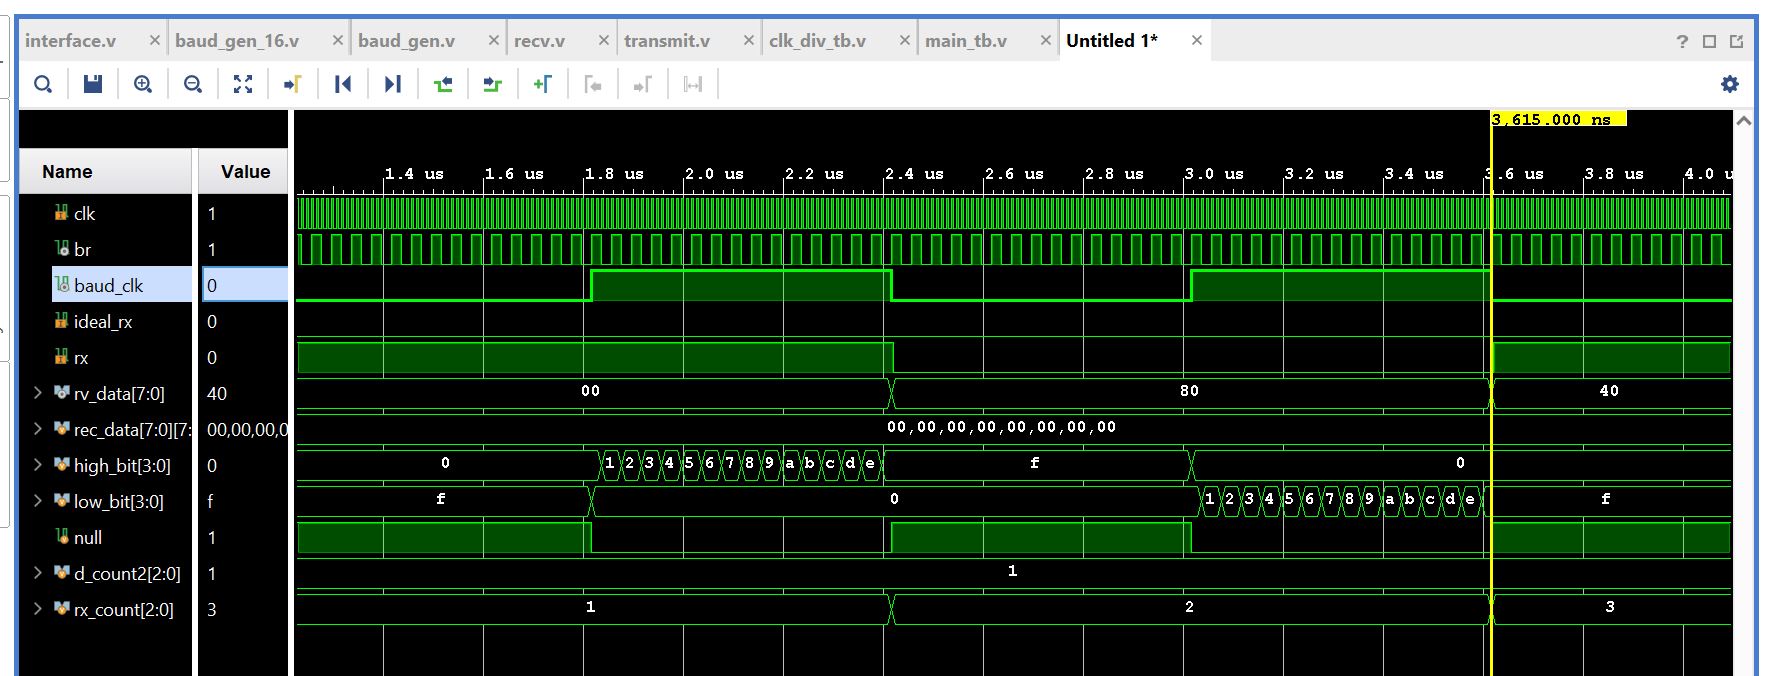 interface.v × baud_gen_16.v × baud_gen.v × recv.v × transmit.v × clk_div_tb.v × main_tb.v × Untitled 1* × ?
3,615.000 ns
Name Value 1.4 us 1.6 us 1.8 us 2.0 us 2.2 us 2.4 us 2.6 us 2.8 us 3.0 us 3.2 us 3.4 us 3.6 us 3.8 us 4.0 u
clk 1
br 1
baud_clk 0
ideal_rx 0
rx 0
rv_data[7:0] 40 00 80 40
rec_data[7:0][7: 00,00,00,0 00,00,00,00,00,00,00,00
high_bit[3:0] 0 0 1 2 3 4 5 6 7 8 9 a b c d e f 0
low_bit[3:0] f f 0 1 2 3 4 5 6 7 8 9 a b c d e f
null 1
d_count2[2:0] 1 1
rx_count[2:0] 3 1 2 3